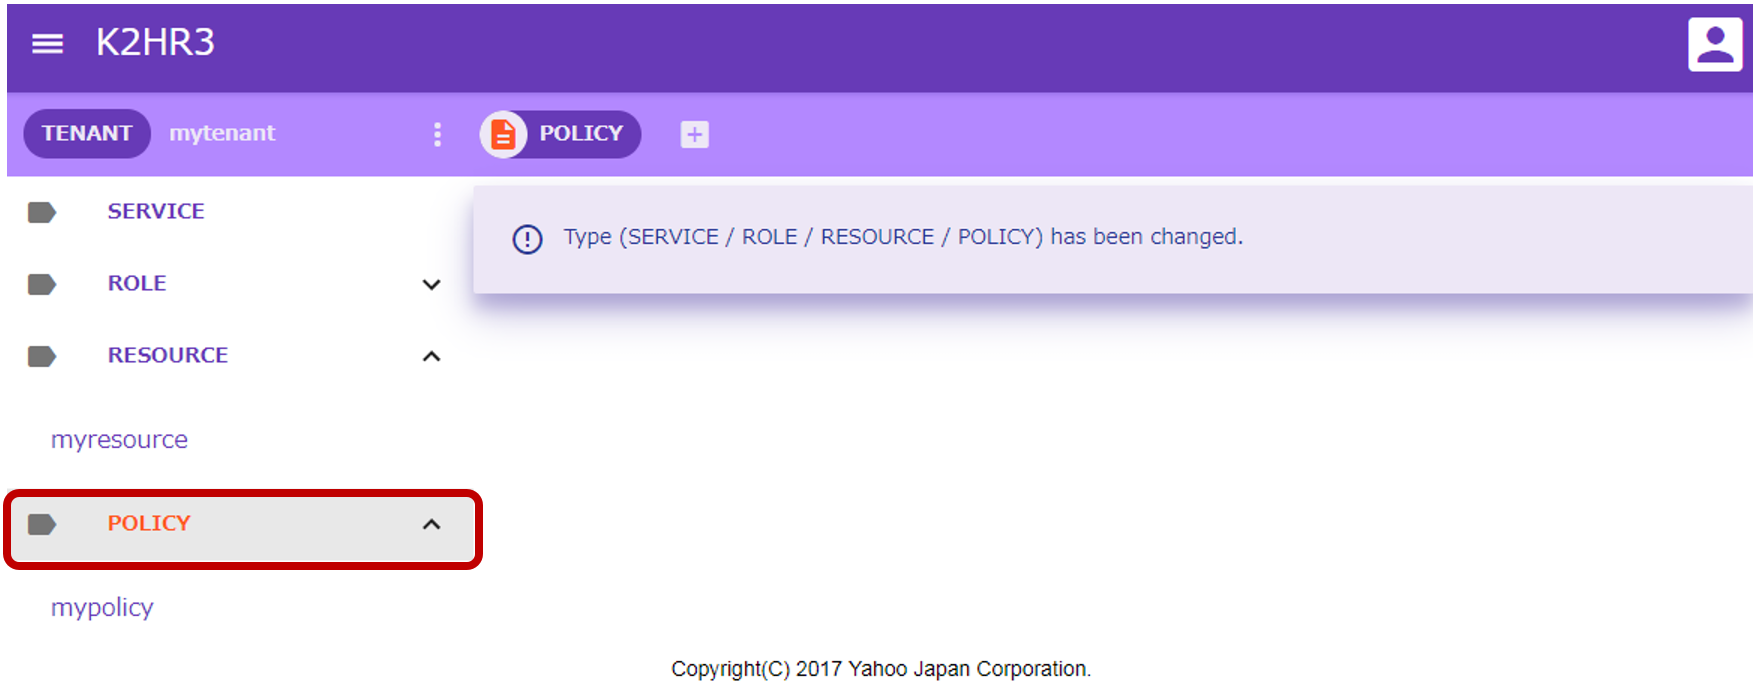 K2HR3
TENANT mytenant POLICY
SERVICE
Type (SERVICE / ROLE / RESOURCE / POLICY) has been changed.
ROLE
RESOURCE
myresource
POLICY
mypolicy
Copyright(C) 2017 Yahoo Japan Corporation.